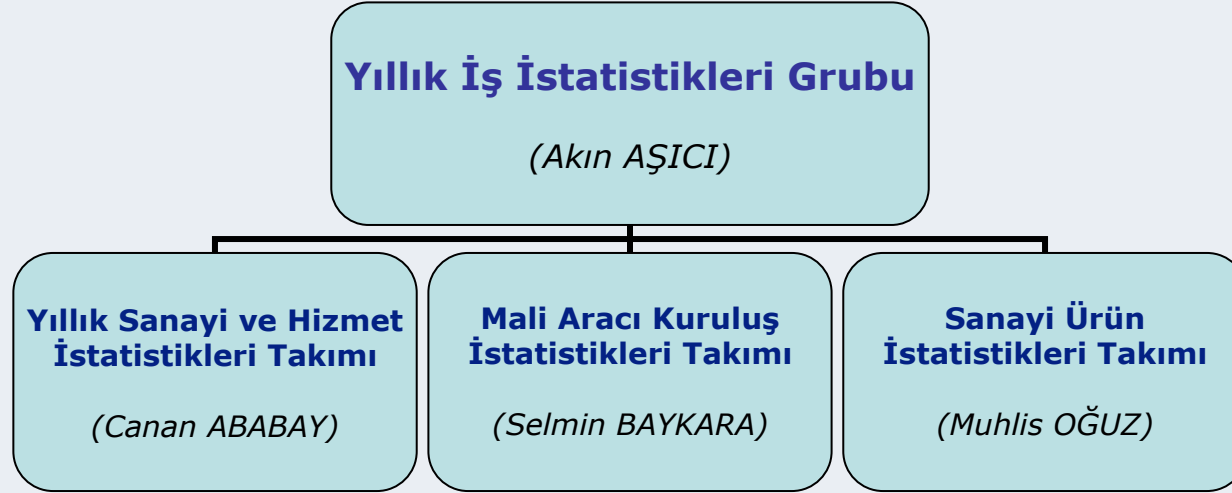 Yıllık İş İstatistikleri Grubu
(Akın AŞICI)
Yıllık Sanayi ve Hizmet
İstatistikleri Takımı
(Canan ABABAY)
Mali Aracı Kuruluş
İstatistikleri Takımı
(Selmin BAYKARA)
Sanayi Ürün
İstatistikleri Takımı
(Muhlis OĞUZ)